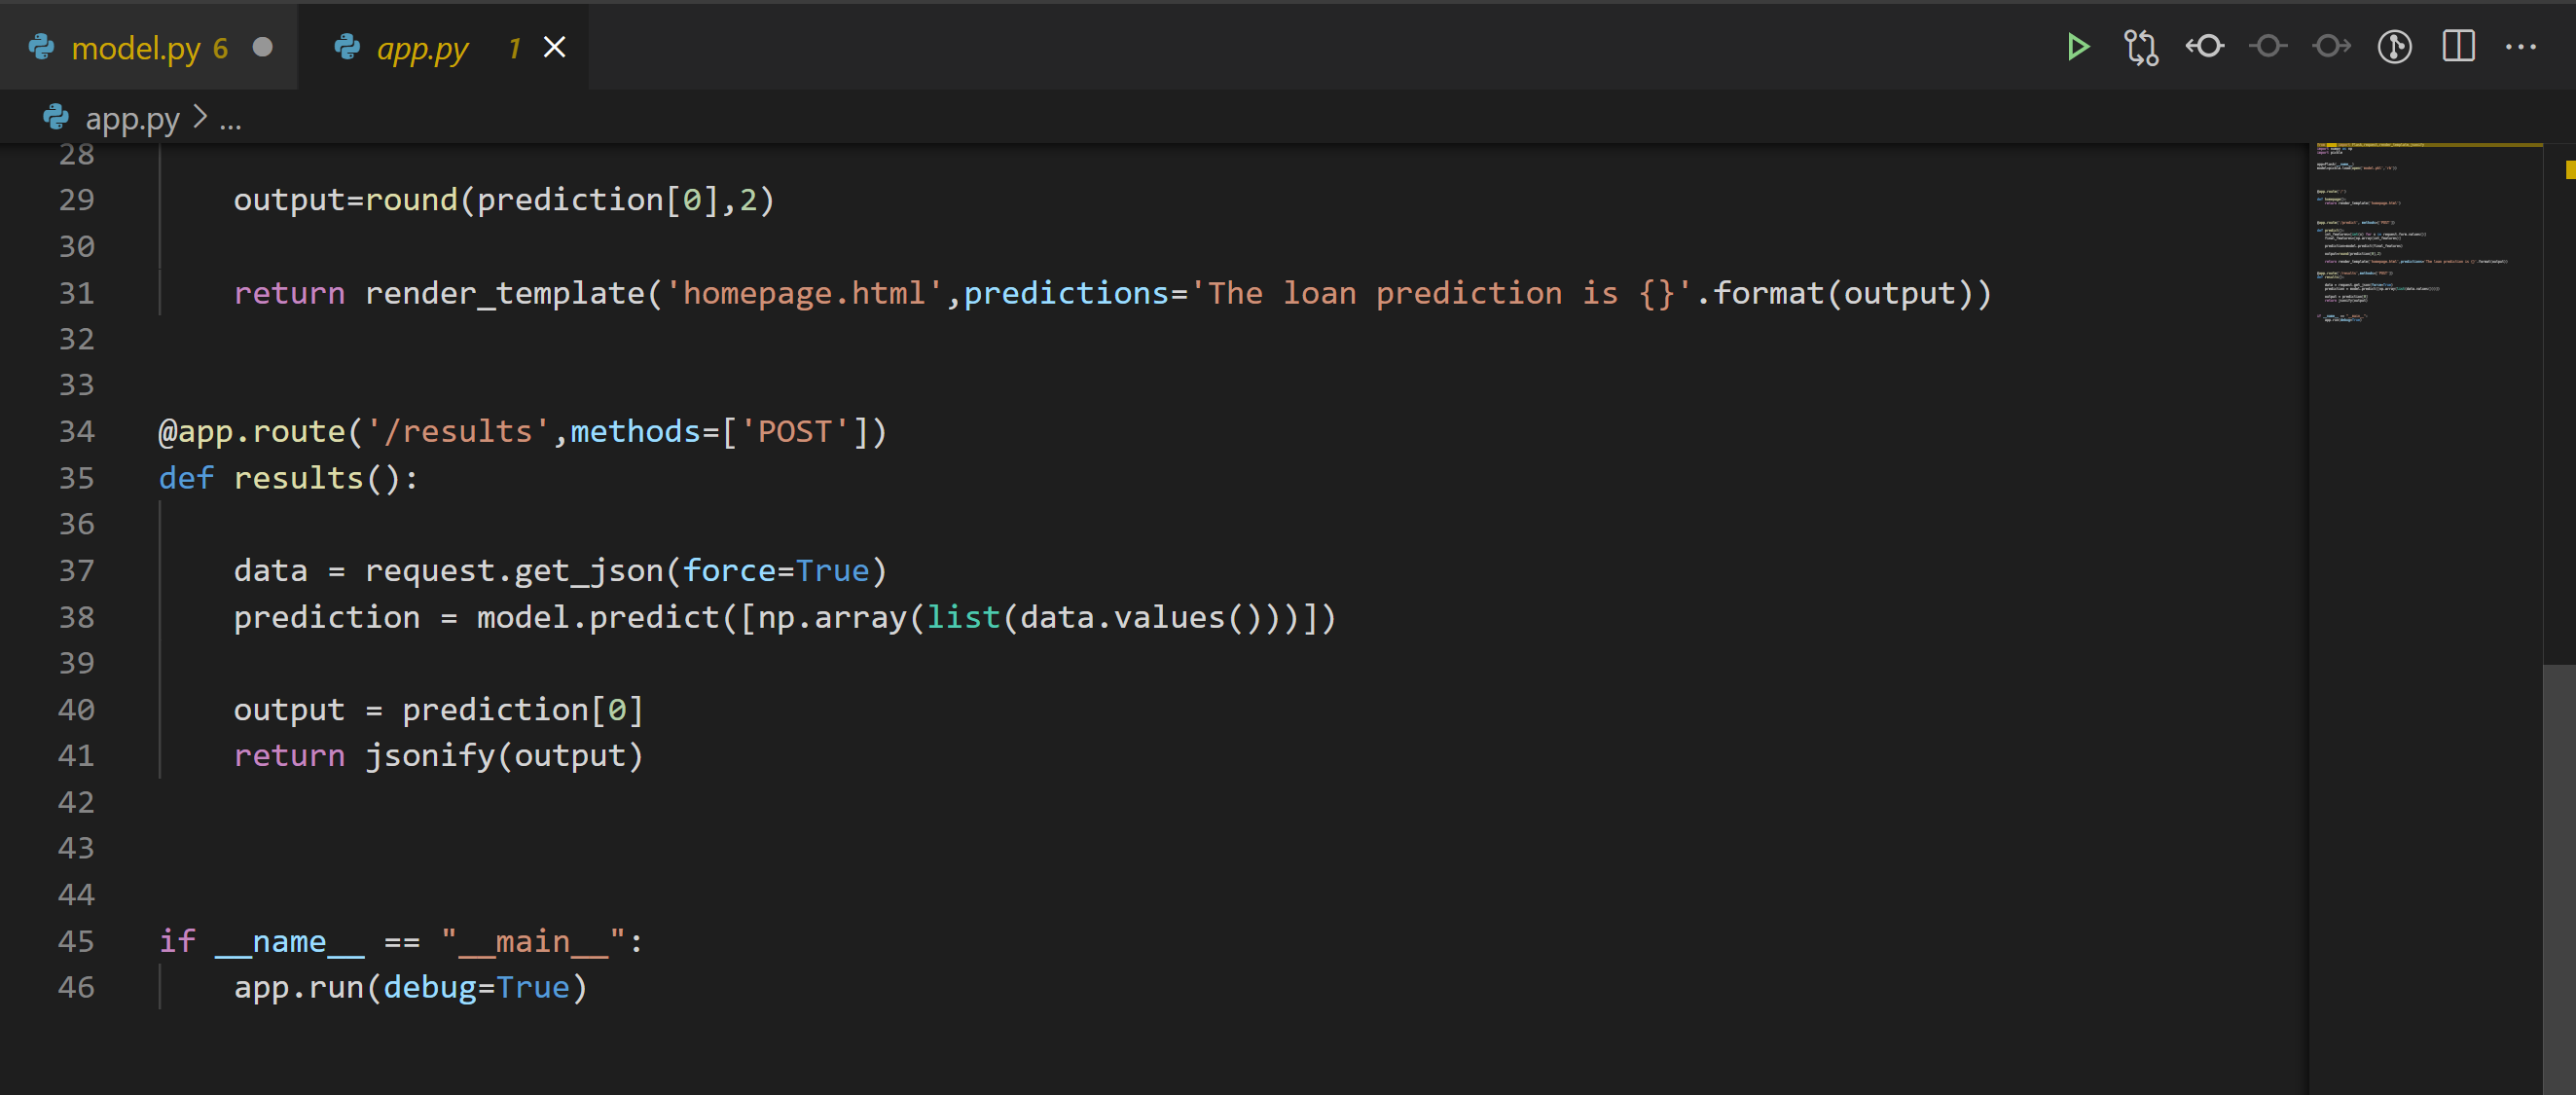 model.py 6
app.py 1
app.py > ...
28
29 output=round(prediction[0],2)
30
31 return render_template('homepage.html',predictions='The loan prediction is {}'.format(output))
32
33
34 @app.route('/results',methods=['POST'])
35 def results():
36
37 data = request.get_json(force=True)
38 prediction = model.predict([np.array(list(data.values()))])
39
40 output = prediction[0]
41 return jsonify(output)
42
43
44
45 if __name__ == "__main__":
46 app.run(debug=True)